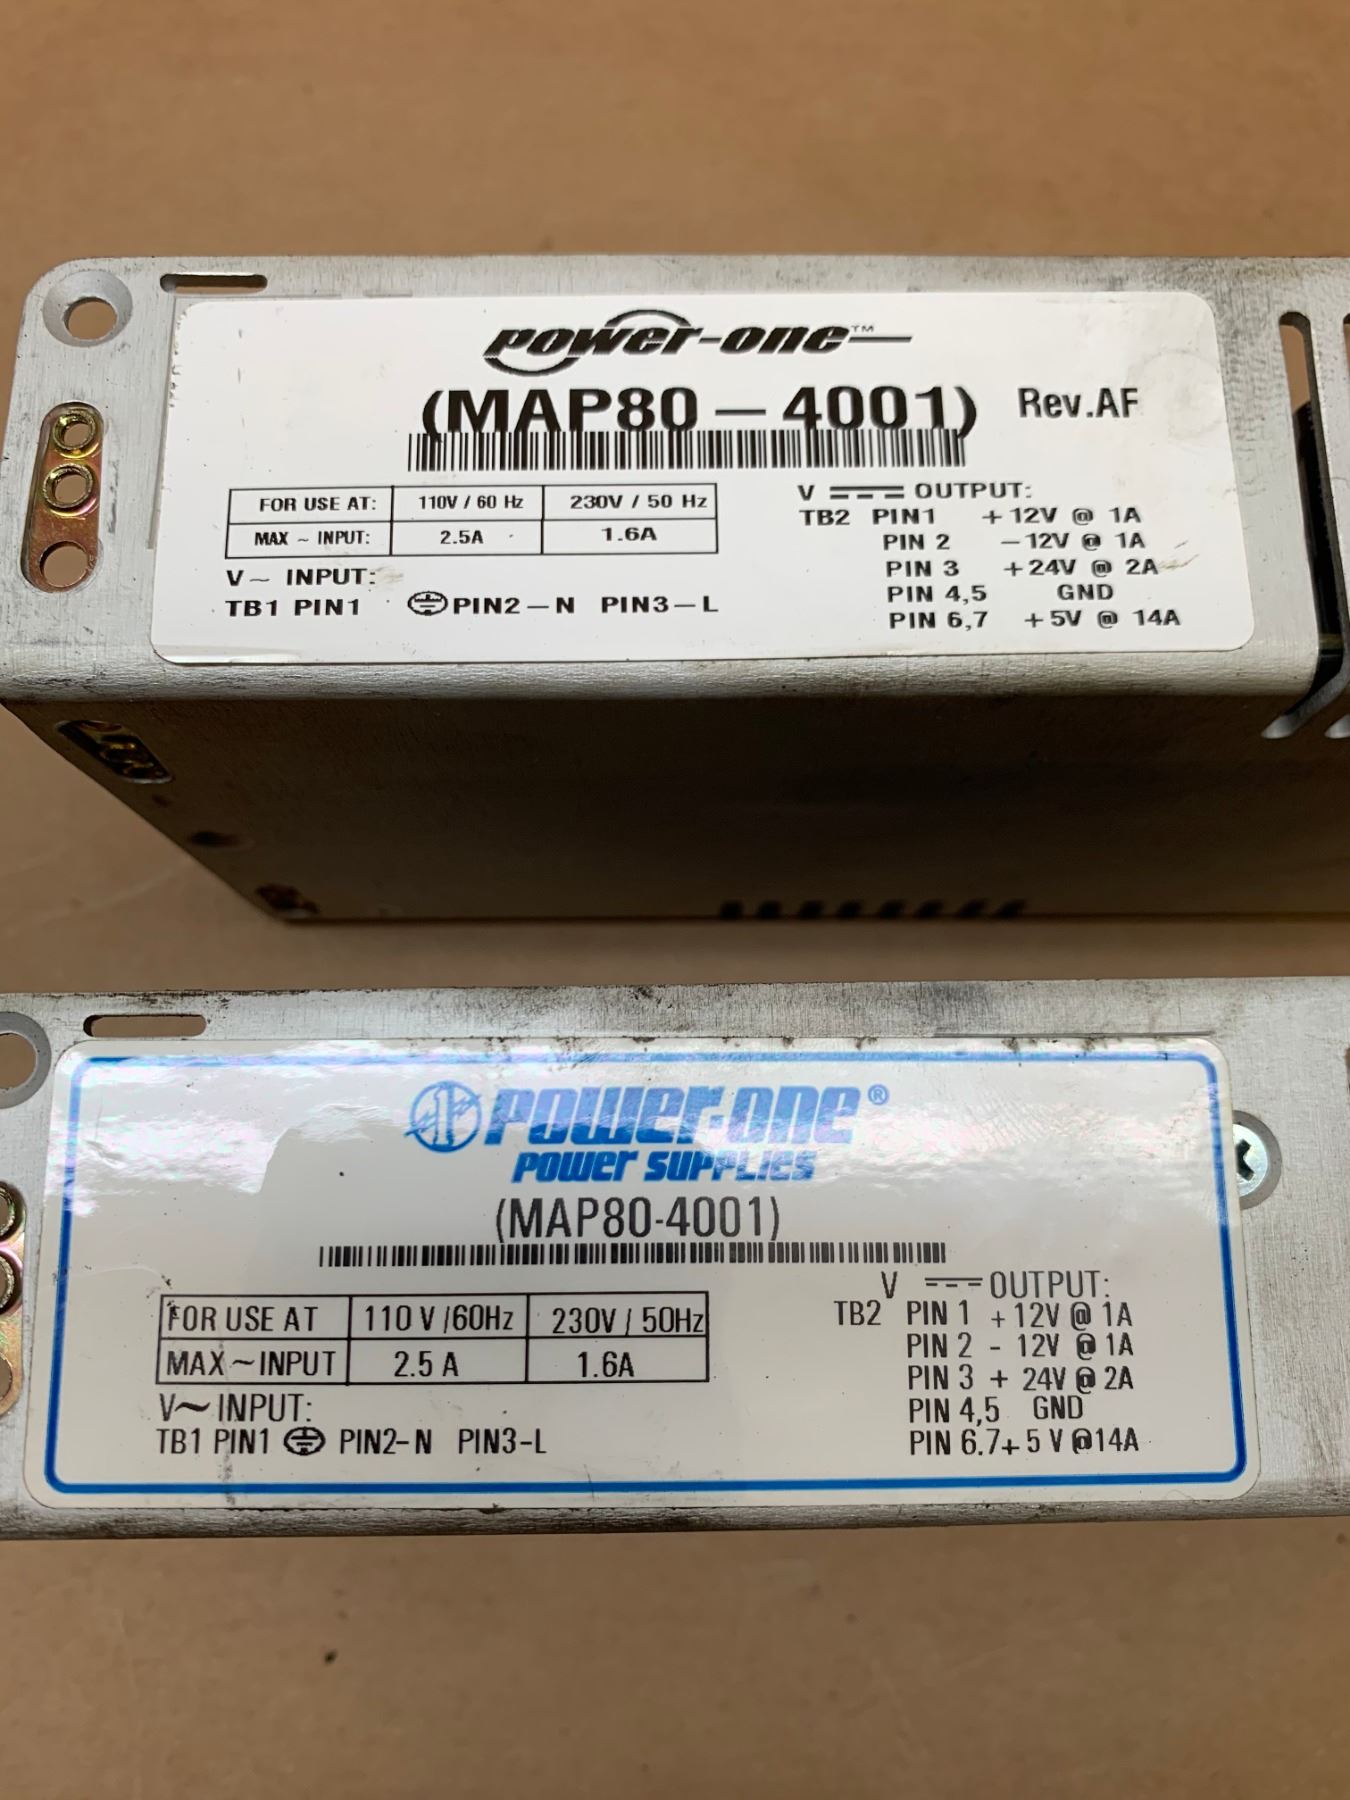 power-one™
(MAP80-4001) Rev.AF
FOR USE AT: 110V / 60 Hz 230V / 50 Hz
MAX ~ INPUT: 2.5A 1.6A
V~ INPUT:
TB1 PIN1 PIN2-N PIN3-L
V OUTPUT:
TB2 PIN1 +12V @ 1A
PIN 2 -12V @ 1A
PIN 3 +24V @ 2A
PIN 4,5 GND
PIN 6,7 +5V @ 14A
POWER-ONE®
POWER SUPPLIES
(MAP80-4001)
FOR USE AT 110 V/60Hz 230V/50Hz
MAX~INPUT 2.5 A 1.6A
V~INPUT:
TB1 PIN1 PIN2-N PIN3-L
V OUTPUT:
TB2 PIN 1 +12V @ 1A
PIN 2 - 12V @ 1A
PIN 3 + 24V @ 2A
PIN 4,5 GND
PIN 6.7+ 5 V @14A